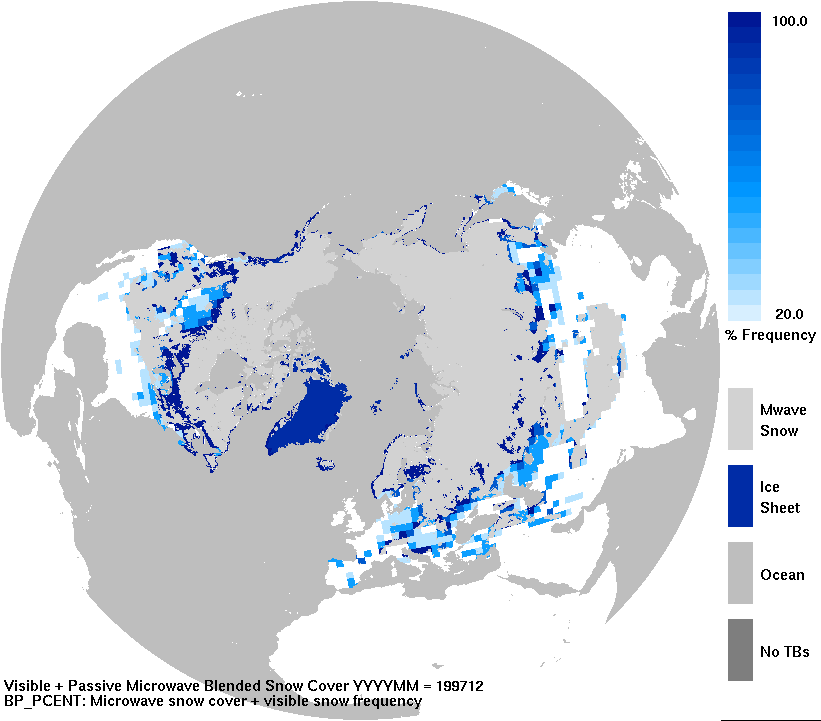 100.0
20.0
% Frequency
Mwave
Snow
Ice
Sheet
Ocean
No TBs
Visible + Passive Microwave Blended Snow Cover YYYYMM = 199712
BP_PCENT: Microwave snow cover + visible snow frequency